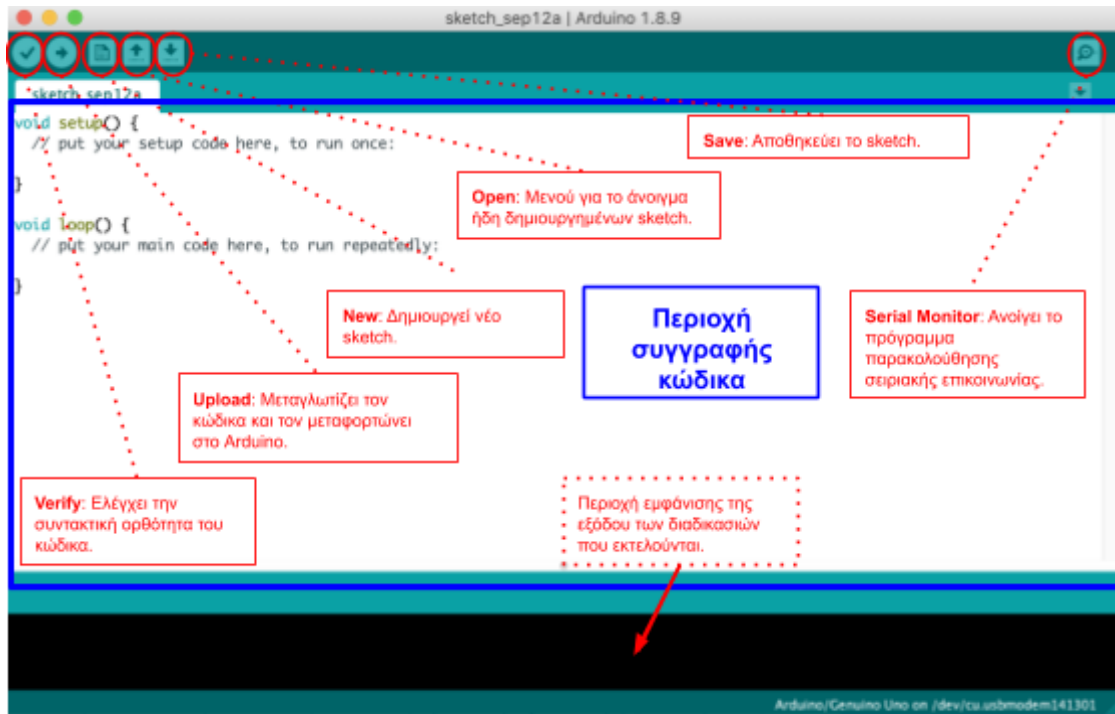 sketch_sep12a | Arduino 1.8.9
sketch_sep12a
void setup() {
// put your setup code here, to run once:
}
void loop() {
// put your main code here, to run repeatedly:
}
Save: Αποθηκεύει το sketch.
Open: Μενού για το άνοιγμα
ήδη δημιουργημένων sketch.
New: Δημιουργεί νέο
sketch.
Περιοχή
συγγραφής
κώδικα
Serial Monitor: Ανοίγει το
πρόγραμμα
παρακολούθησης
σειριακής επικοινωνίας.
Upload: Μεταγλωτίζει τον
κώδικα και τον μεταφορτώνει
στο Arduino.
Verify: Ελέγχει την
συντακτική ορθότητα του
κώδικα.
Περιοχή εμφάνισης της
εξόδου των διαδικασιών
που εκτελούνται.
Arduino/Genuino Uno on /dev/cu.usbmodem141301